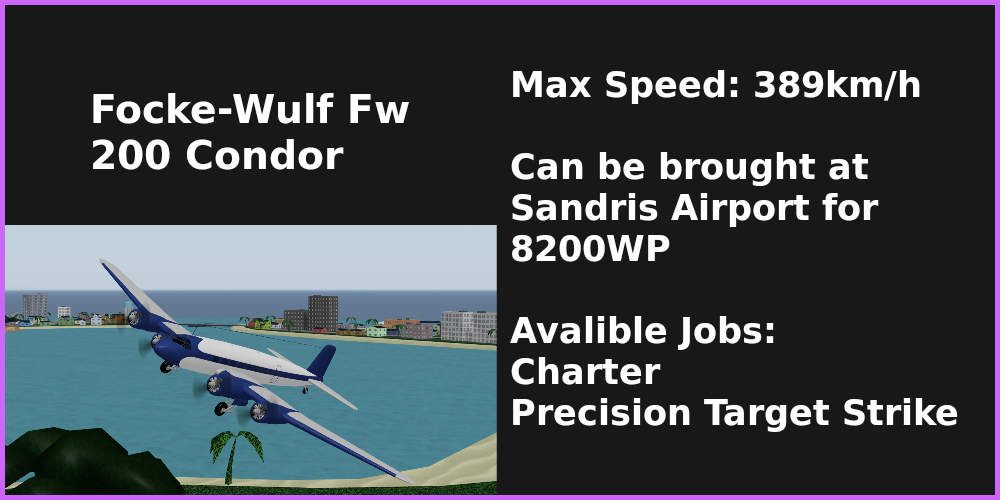 Focke-Wulf Fw
200 Condor
Max Speed: 389km/h
Can be brought at
Sandris Airport for
8200WP
Avalible Jobs:
Charter
Precision Target Strike